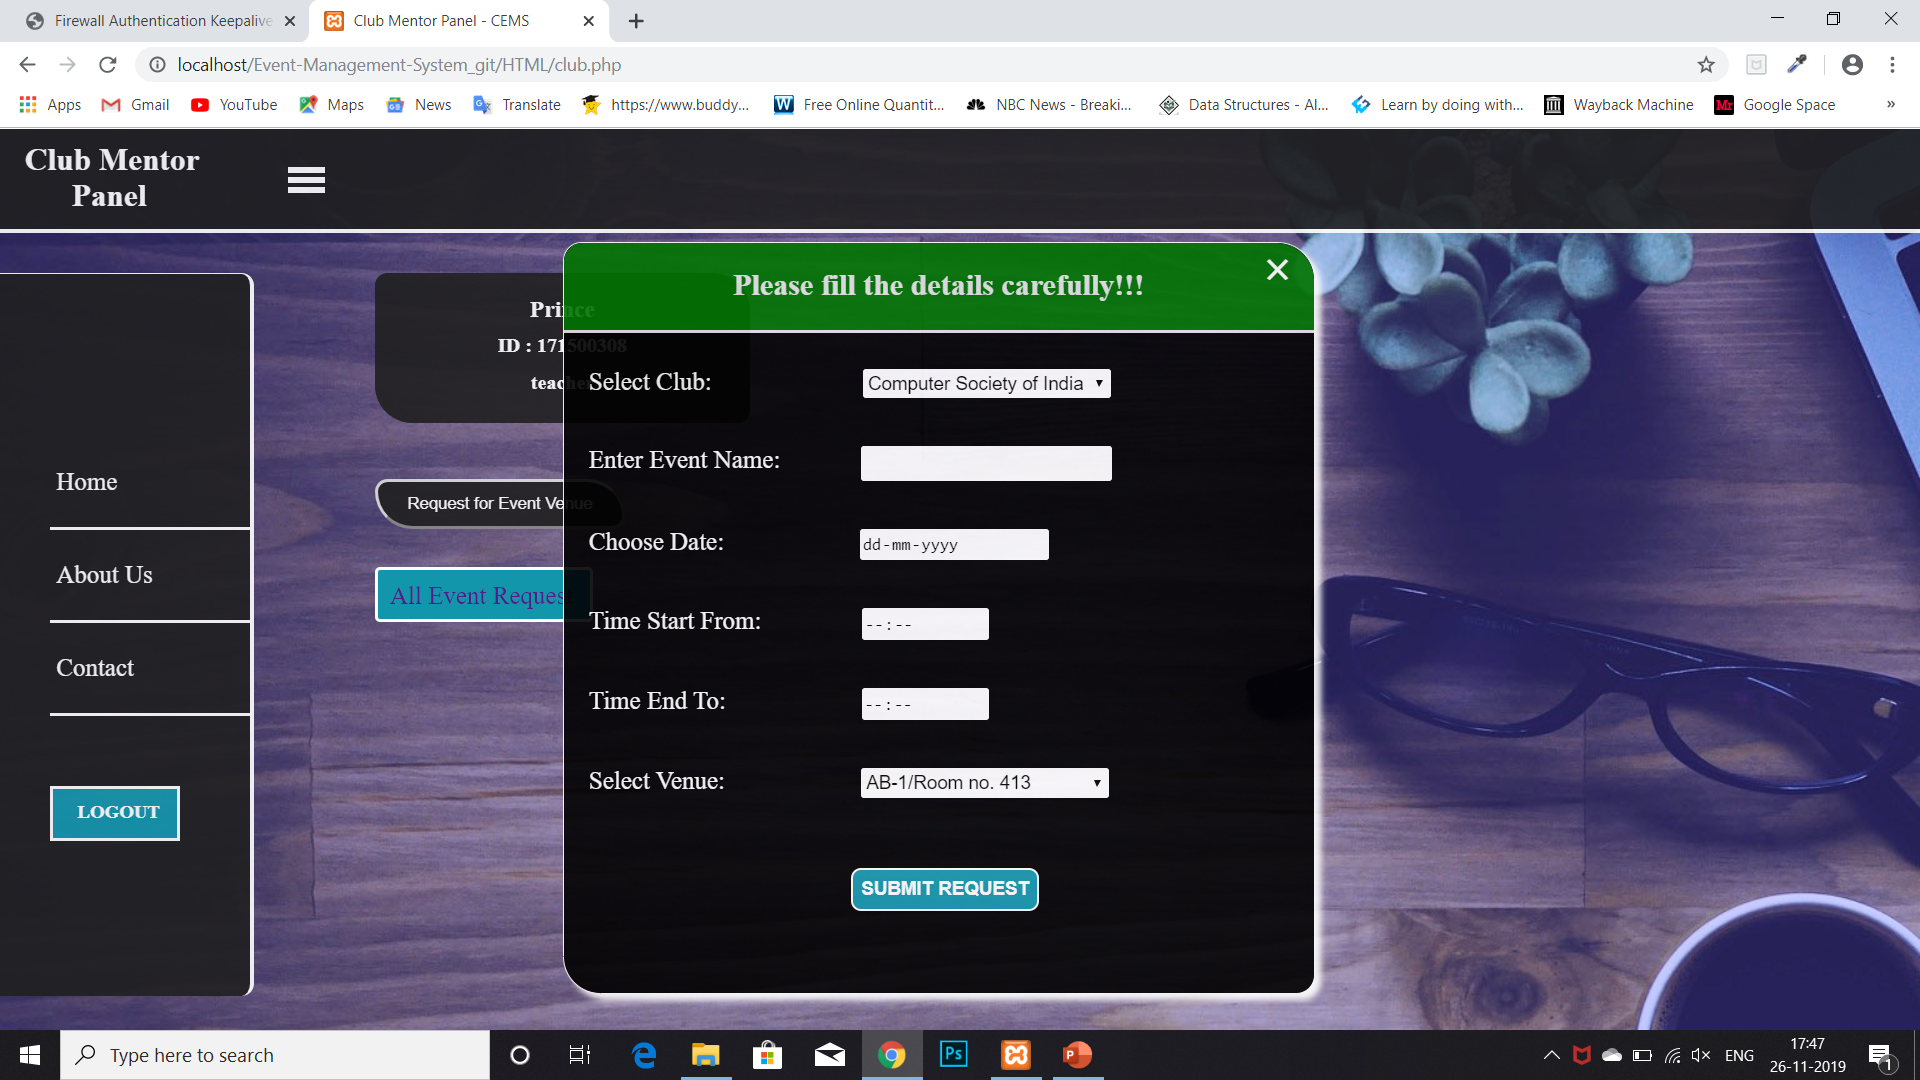 Firewall Authentication Keepalive
Club Mentor Panel - CEMS
localhost/Event-Management-System_git/HTML/club.php
Apps
Gmail
YouTube
Maps
News
Translate
https://www.buddy...
Free Online Quantit...
NBC News - Breaki...
Data Structures - Al...
Learn by doing with...
Wayback Machine
Google Space
»
Club Mentor
Panel
Home
About Us
Contact
LOGOUT
Prince
ID : 171500308
teacher
Request for Event Venue
All Event Reques
Please fill the details carefully!!!
Select Club:
Computer Society of India
Enter Event Name:
Choose Date:
dd-mm-yyyy
Time Start From:
--:--
Time End To:
--:--
Select Venue:
AB-1/Room no. 413
SUBMIT REQUEST
Type here to search
ENG
17:47
26-11-2019
1